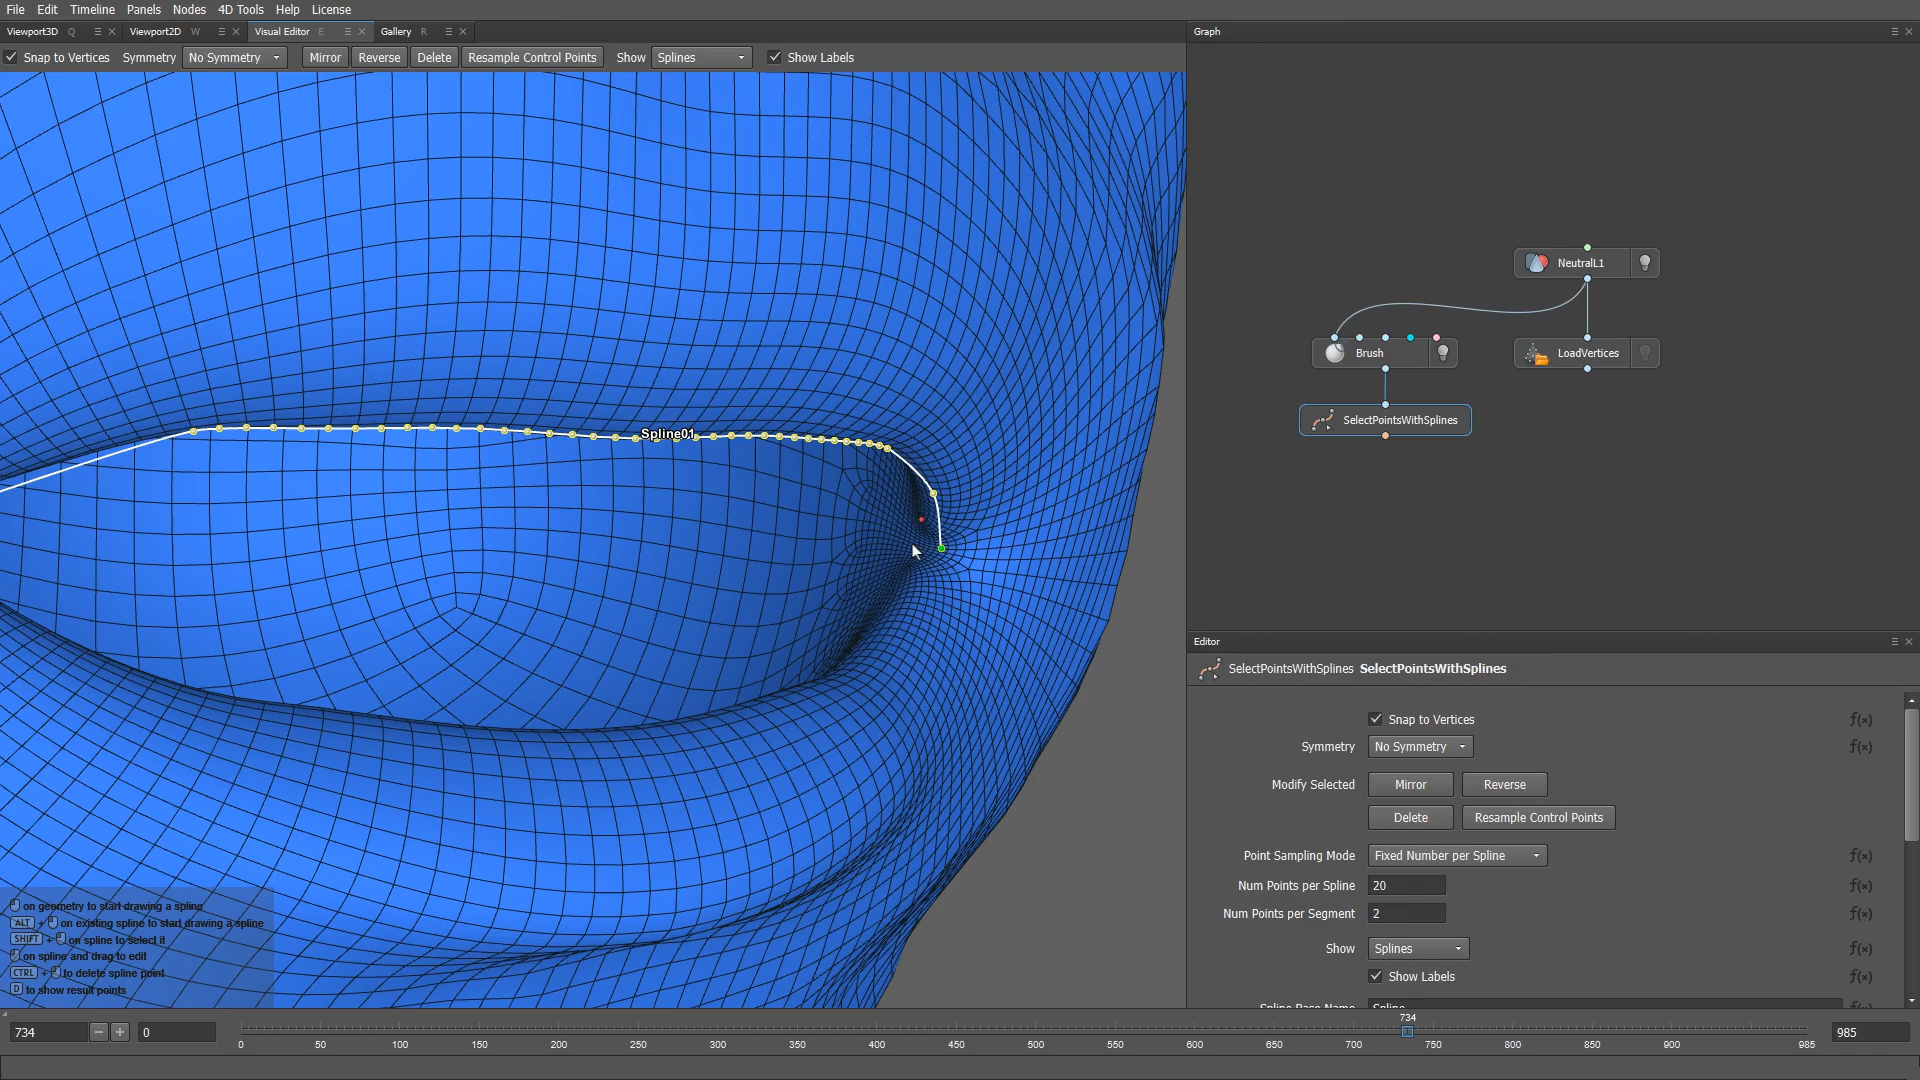 File Edit Timeline Panels Nodes 4D Tools Help License
Viewport3D Q Viewport2D W Visual Editor E Gallery R Graph
Snap to Vertices Symmetry No Symmetry Mirror Reverse Delete Resample Control Points Show Splines Show Labels
NeutralL1
Brush LoadVertices
SelectPointsWithSplines
Spline01
Editor
SelectPointsWithSplines SelectPointsWithSplines
Snap to Vertices f(x)
Symmetry No Symmetry f(x)
Modify Selected Mirror Reverse
Delete Resample Control Points
Point Sampling Mode Fixed Number per Spline f(x)
Num Points per Spline 20 f(x)
Num Points per Segment 2 f(x)
Show Splines f(x)
Show Labels f(x)
Spline Base Name Spline f(x)
on geometry to start drawing a spline
ALT + on existing spline to start drawing a spline
SHIFT + on spline to select it
on spline and drag to edit
CTRL + to delete spline point
D to show result points
734
734 − + 0 985
0 50 100 150 200 250 300 350 400 450 500 550 600 650 700 750 800 850 900 985